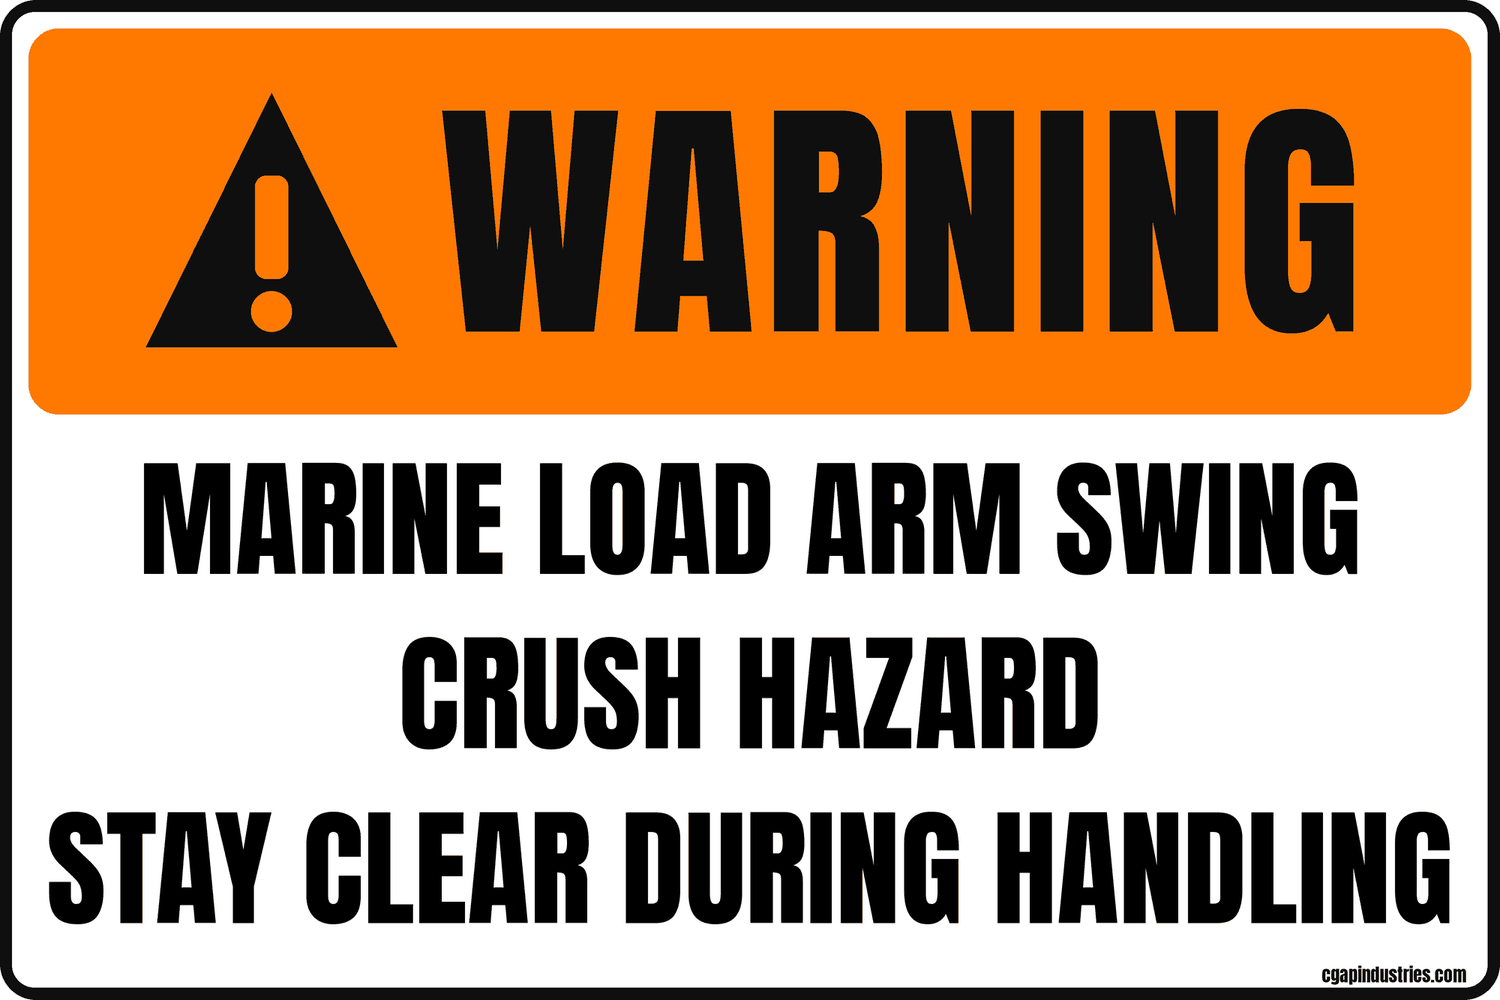 WARNING
MARINE LOAD ARM SWING
CRUSH HAZARD
STAY CLEAR DURING HANDLING
cgapindustries.com